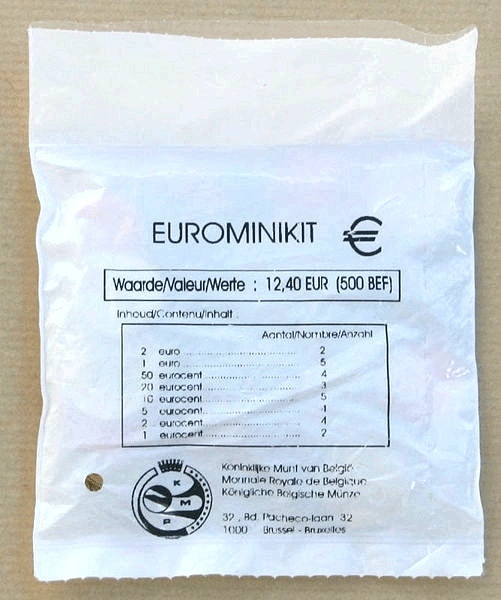 EUROMINIKIT €
Waarde/Valeur/Werte : 12,40 EUR (500 BEF)
Inhoud/Contenu/Inhalt :
Aantal/Nombre/Anzahl
2 euro.......................... 2
1 euro.......................... 5
50 eurocent.......................... 4
20 eurocent.......................... 3
10 eurocent.......................... 5
5 eurocent.......................... 4
2 eurocent.......................... 4
1 eurocent.......................... 2
K M P
Koninklijke Munt van België
Monnaie Royale de Belgique
Königliche Belgische Münze
32, Bd. Pacheco-laan 32
1000 Brussel - Bruxelles